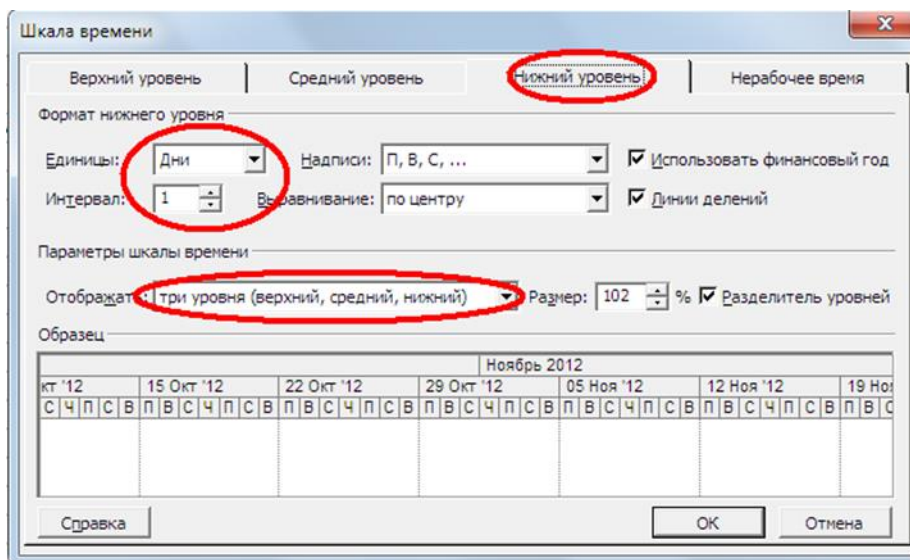 Шкала времени
Верхний уровень Средний уровень Нижний уровень Нерабочее время
Формат нижнего уровня
Единицы: Дни Надписи: П, В, С, ... Использовать финансовый год
Интервал: 1 Выравнивание: по центру Линии делений
Параметры шкалы времени
Отображать: три уровня (верхний, средний, нижний) Размер: 102 % Разделитель уровней
Образец
Ноябрь 2012
кт '12 15 Окт '12 22 Окт '12 29 Окт '12 05 Ноя '12 12 Ноя '12 19 Ноя
С Ч П С В П В С Ч П С В П В С Ч П С В П В С Ч П С В П В С Ч П С В П В С Ч П С В П В С
Справка ОК Отмена